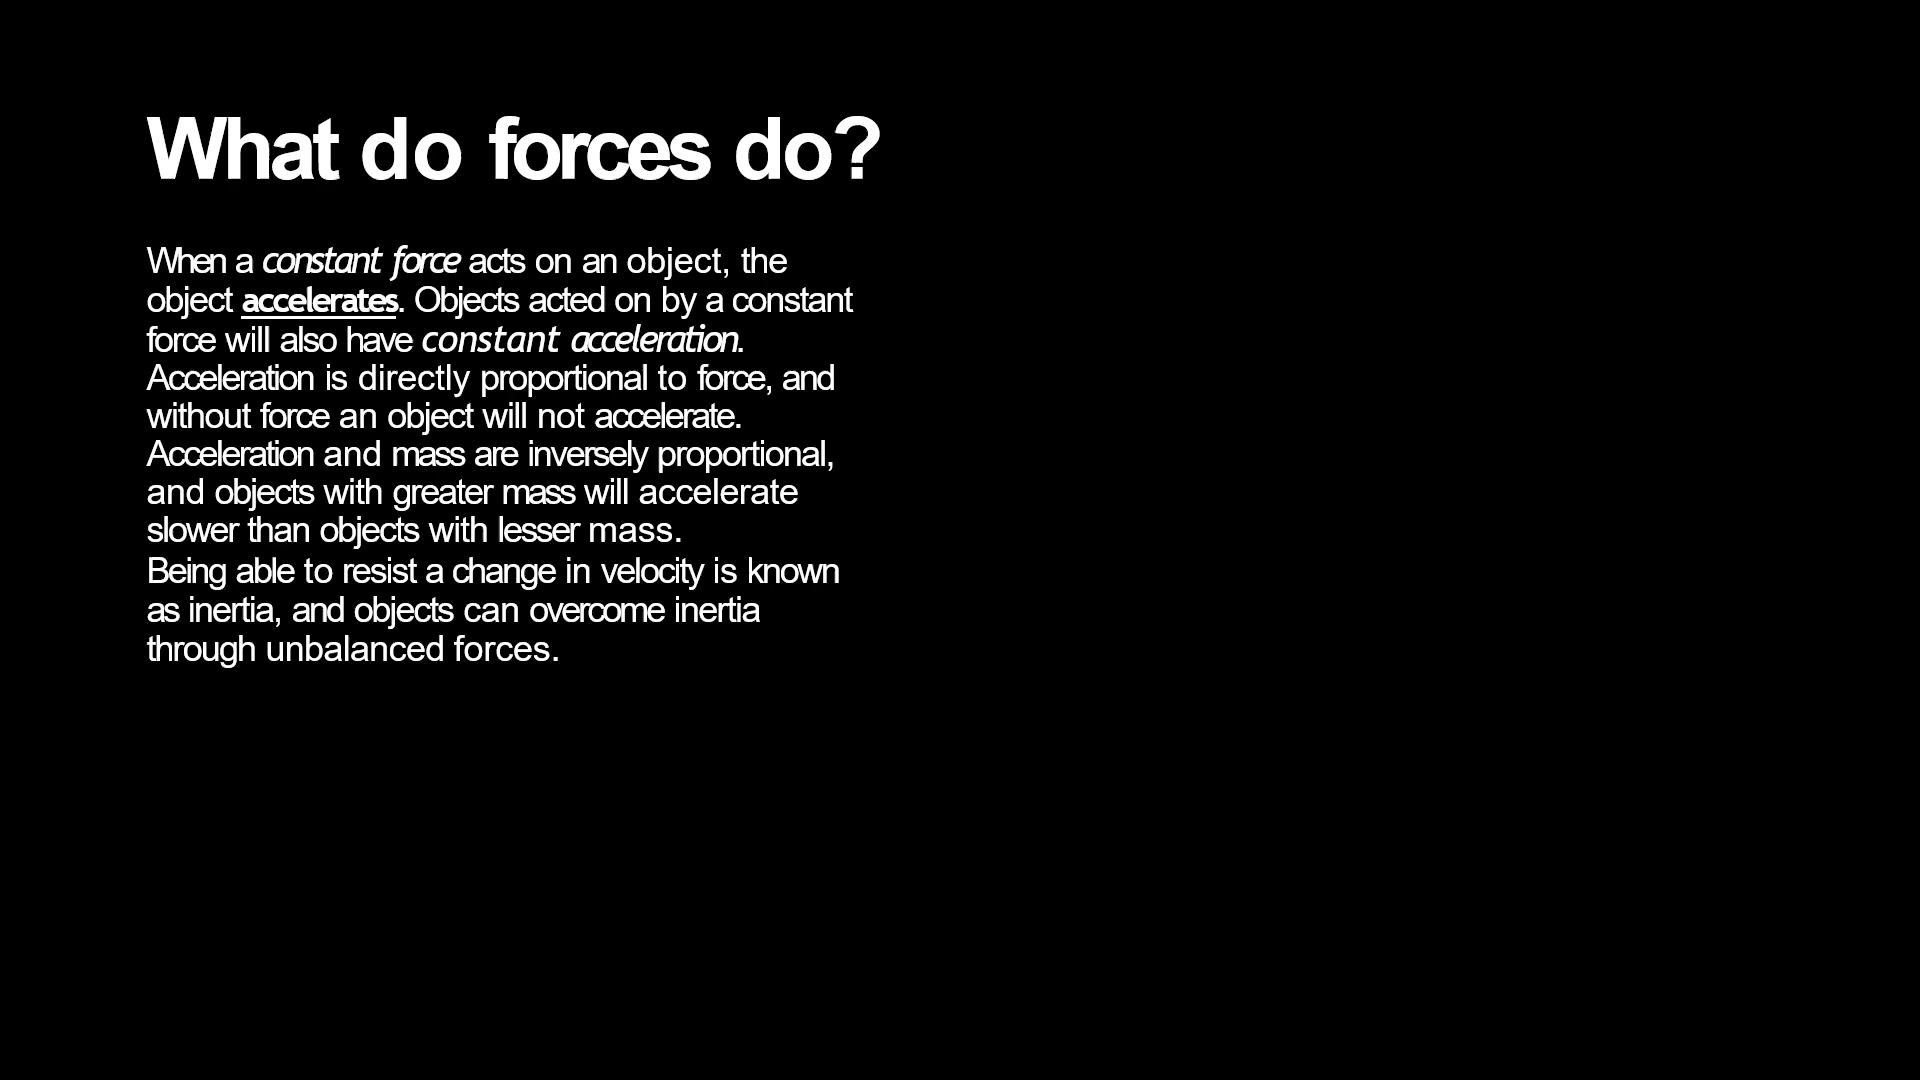 What do forces do?
When a constant force acts on an object, the
object accelerates. Objects acted on by a constant
force will also have constant acceleration.
Acceleration is directly proportional to force, and
without force an object will not accelerate.
Acceleration and mass are inversely proportional,
and objects with greater mass will accelerate
slower than objects with lesser mass.
Being able to resist a change in velocity is known
as inertia, and objects can overcome inertia
through unbalanced forces.